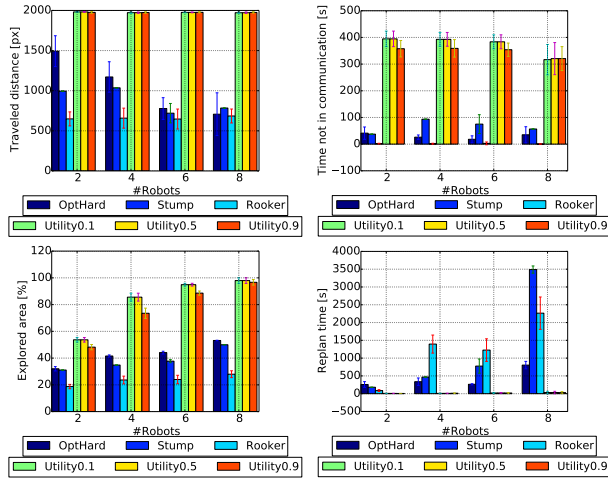 2000
1500
1000
500
0
Traveled distance [px]
2 4 6 8
#Robots
OptHard Stump Rooker
Utility0.1 Utility0.5 Utility0.9
500
400
300
200
100
0
−100
Time not in communication [s]
2 4 6 8
#Robots
OptHard Stump Rooker
Utility0.1 Utility0.5 Utility0.9
120
100
80
60
40
20
0
Explored area [%]
2 4 6 8
#Robots
OptHard Stump Rooker
Utility0.1 Utility0.5 Utility0.9
4000
3500
3000
2500
2000
1500
1000
500
0
−500
Replan time [s]
2 4 6 8
#Robots
OptHard Stump Rooker
Utility0.1 Utility0.5 Utility0.9